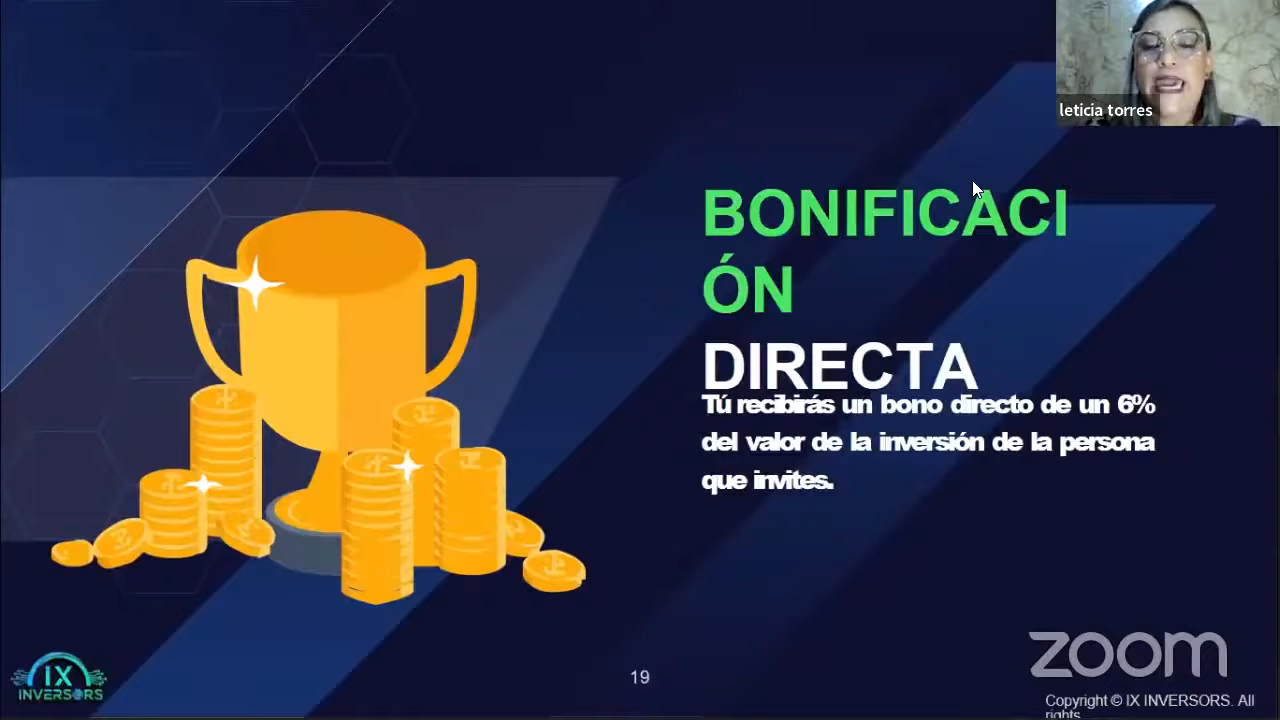 leticia torres
BONIFICACI
ÓN
DIRECTA
Tú recibirás un bono directo de un 6%
del valor de la inversión de la persona
que invites.
IX
INVERSORS
19
zoom
Copyright © IX INVERSORS. All
rights